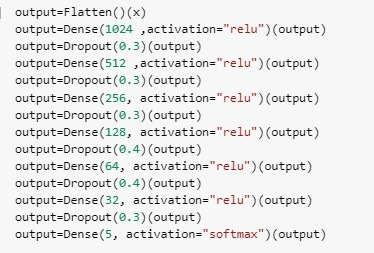 output=Flatten()(x)
output=Dense(1024 ,activation="relu")(output)
output=Dropout(0.3)(output)
output=Dense(512 ,activation="relu")(output)
output=Dropout(0.3)(output)
output=Dense(256, activation="relu")(output)
output=Dropout(0.3)(output)
output=Dense(128, activation="relu")(output)
output=Dropout(0.4)(output)
output=Dense(64, activation="relu")(output)
output=Dropout(0.4)(output)
output=Dense(32, activation="relu")(output)
output=Dropout(0.3)(output)
output=Dense(5, activation="softmax")(output)